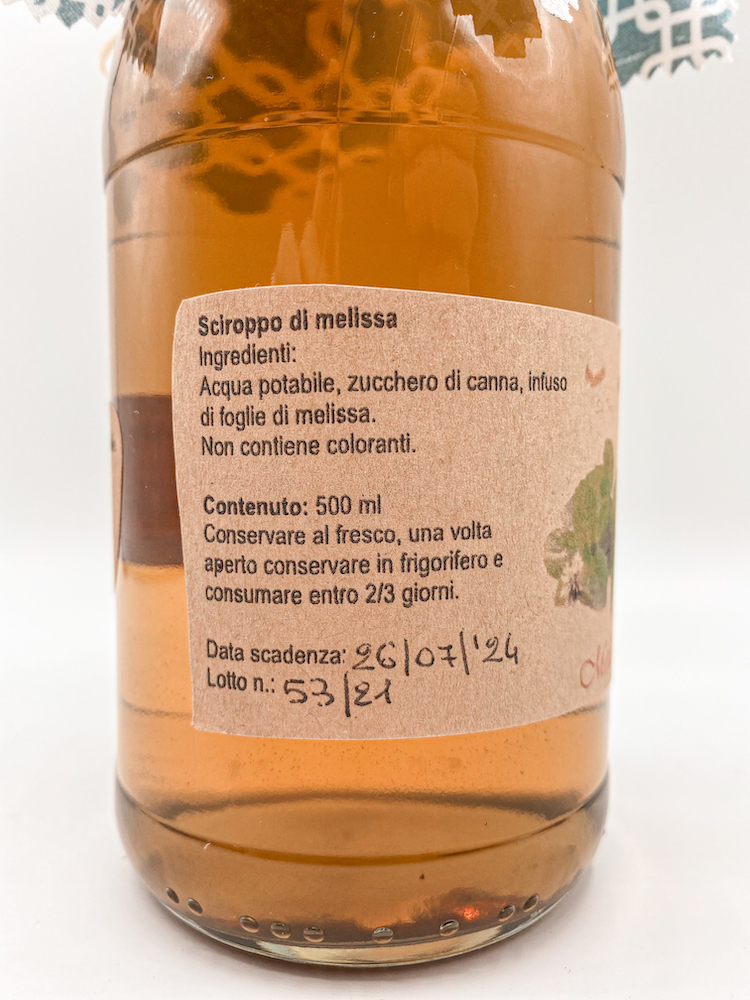 Sciroppo di melissa
Ingredienti:
Acqua potabile, zucchero di canna, infuso
di foglie di melissa.
Non contiene coloranti.
Contenuto: 500 ml
Conservare al fresco, una volta
aperto conservare in frigorifero e
consumare entro 2/3 giorni.
Data scadenza: 26/07/'24
Lotto n.: 53/21